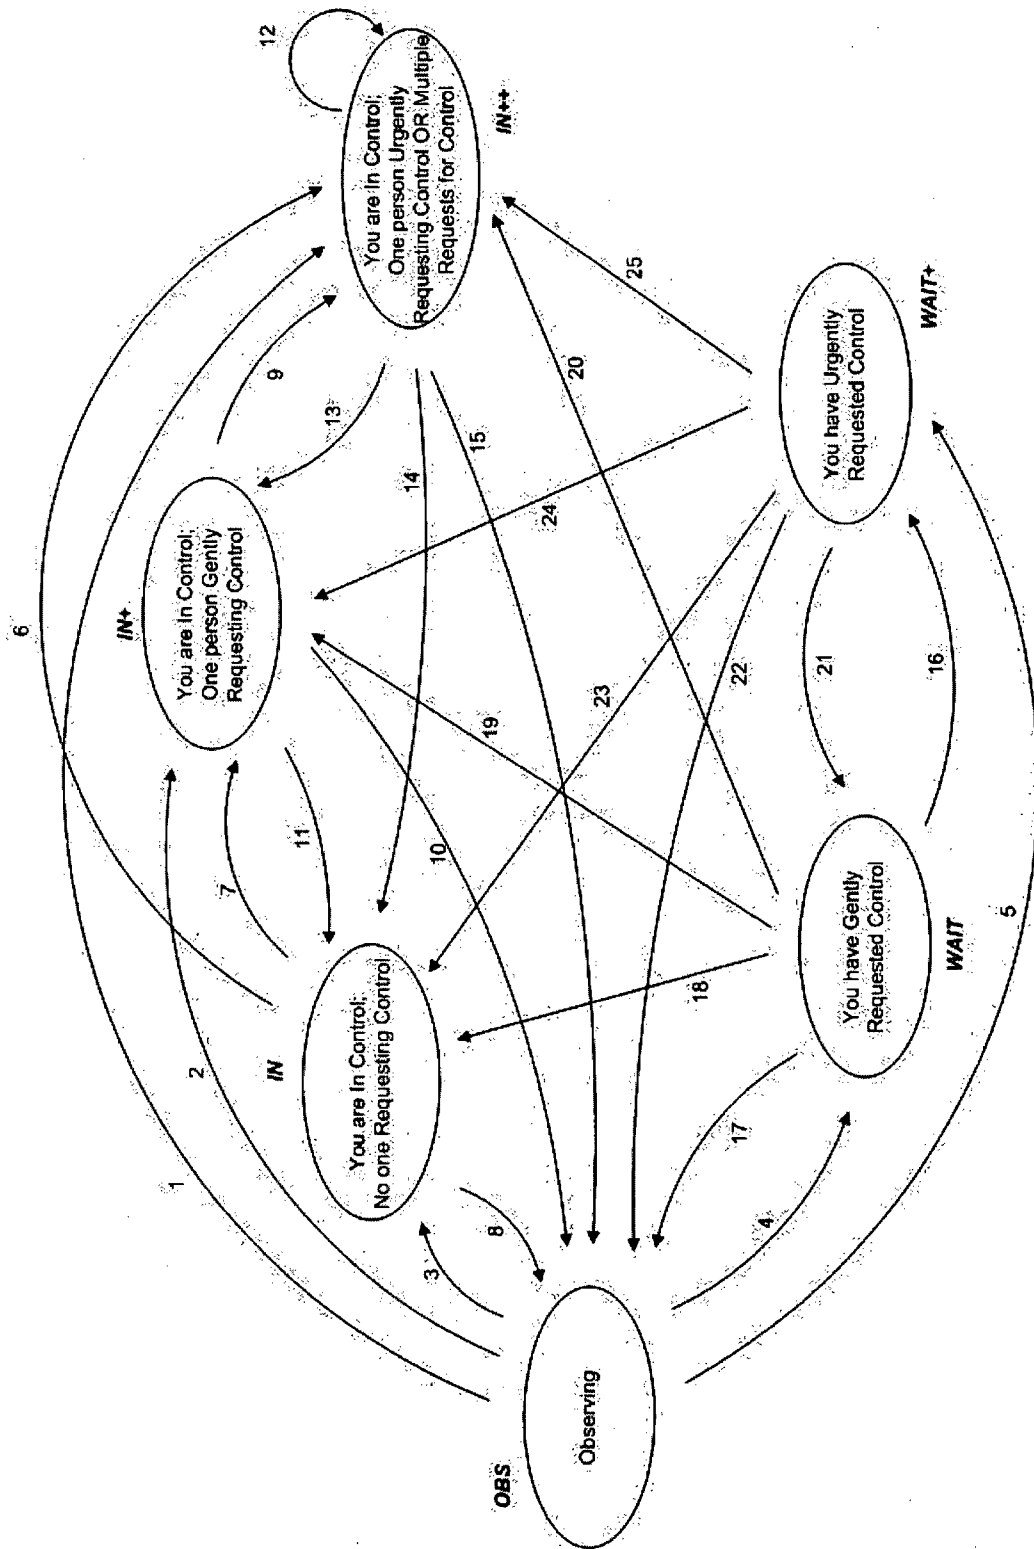 OBS
Observing
IN
You are In Control;
No one Requesting Control
IN+
You are In Control;
One person Gently
Requesting Control
IN++
You are In Control;
One person Urgently
Requesting Control OR Multiple
Requests for Control
WAIT
You have Gently
Requested Control
WAIT+
You have Urgently
Requested Control
1
2
3
4
5
6
7
8
9
10
11
12
13
14
15
16
17
18
19
20
21
22
23
24
25